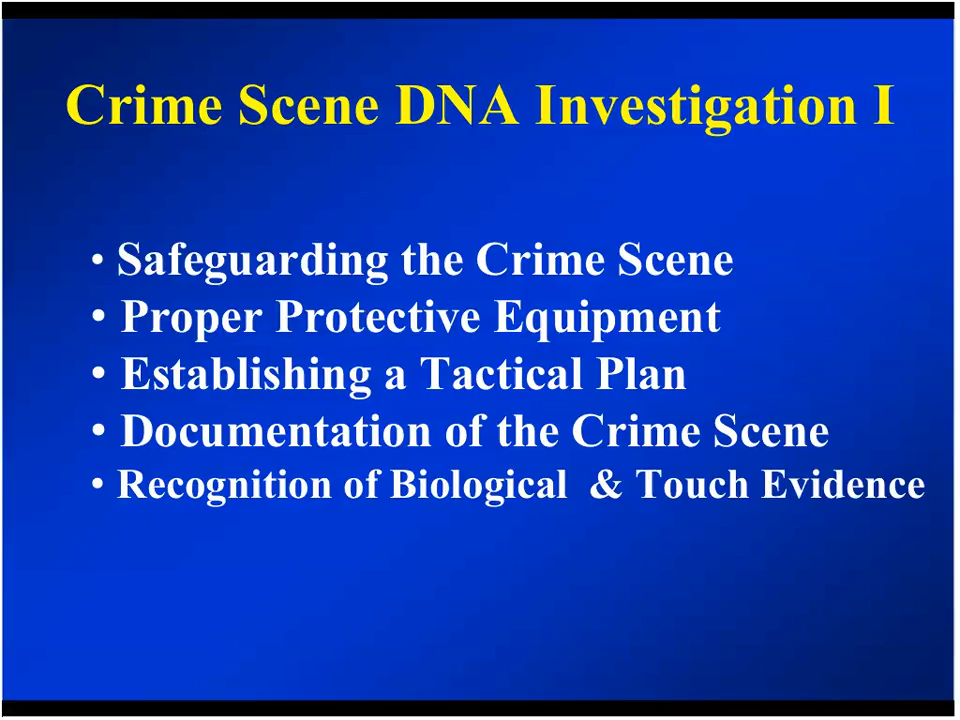 Crime Scene DNA Investigation I
• Safeguarding the Crime Scene
• Proper Protective Equipment
• Establishing a Tactical Plan
• Documentation of the Crime Scene
• Recognition of Biological & Touch Evidence